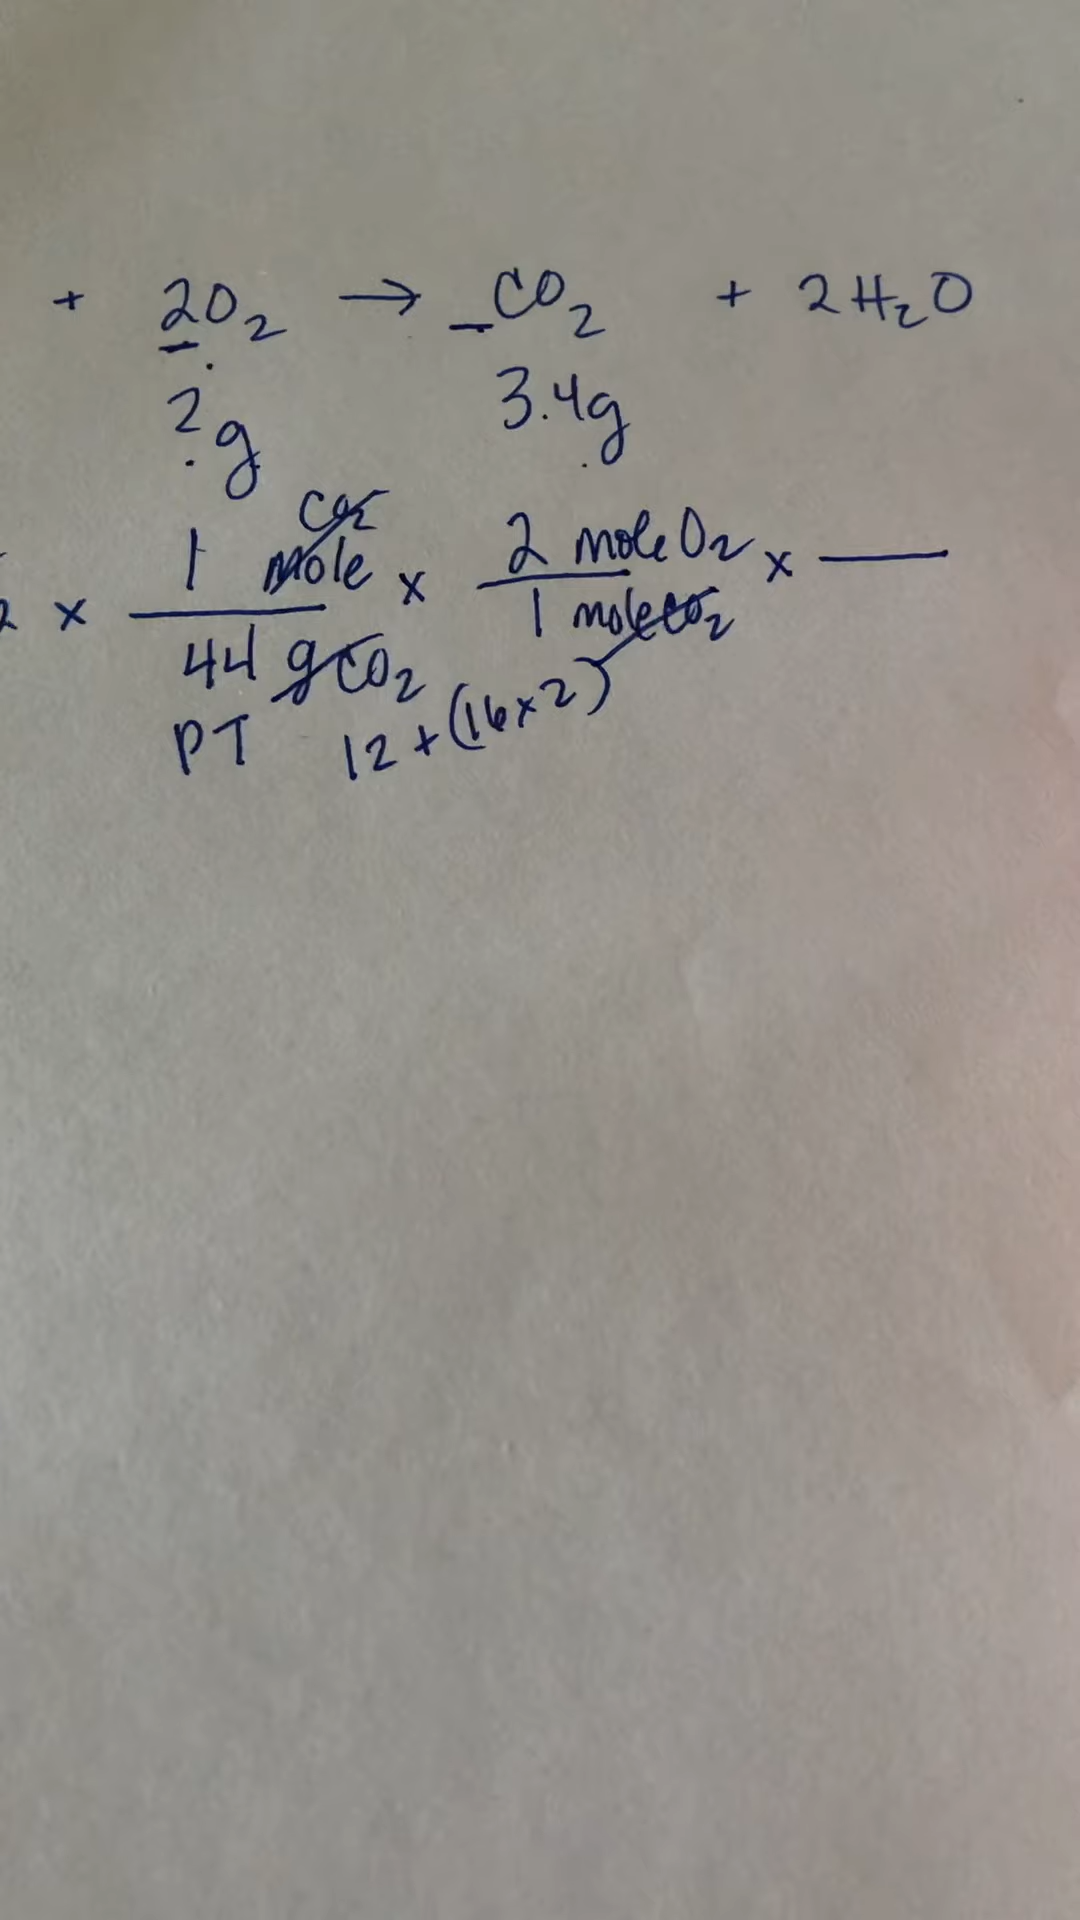 + 2O₂ → _CO₂ + 2H₂O
?g 3.4g
CO₂
2 x 1 mole / 44 g CO₂ x 2 mole O₂ / 1 mole CO₂ x ___
PT 12 + (16x2)